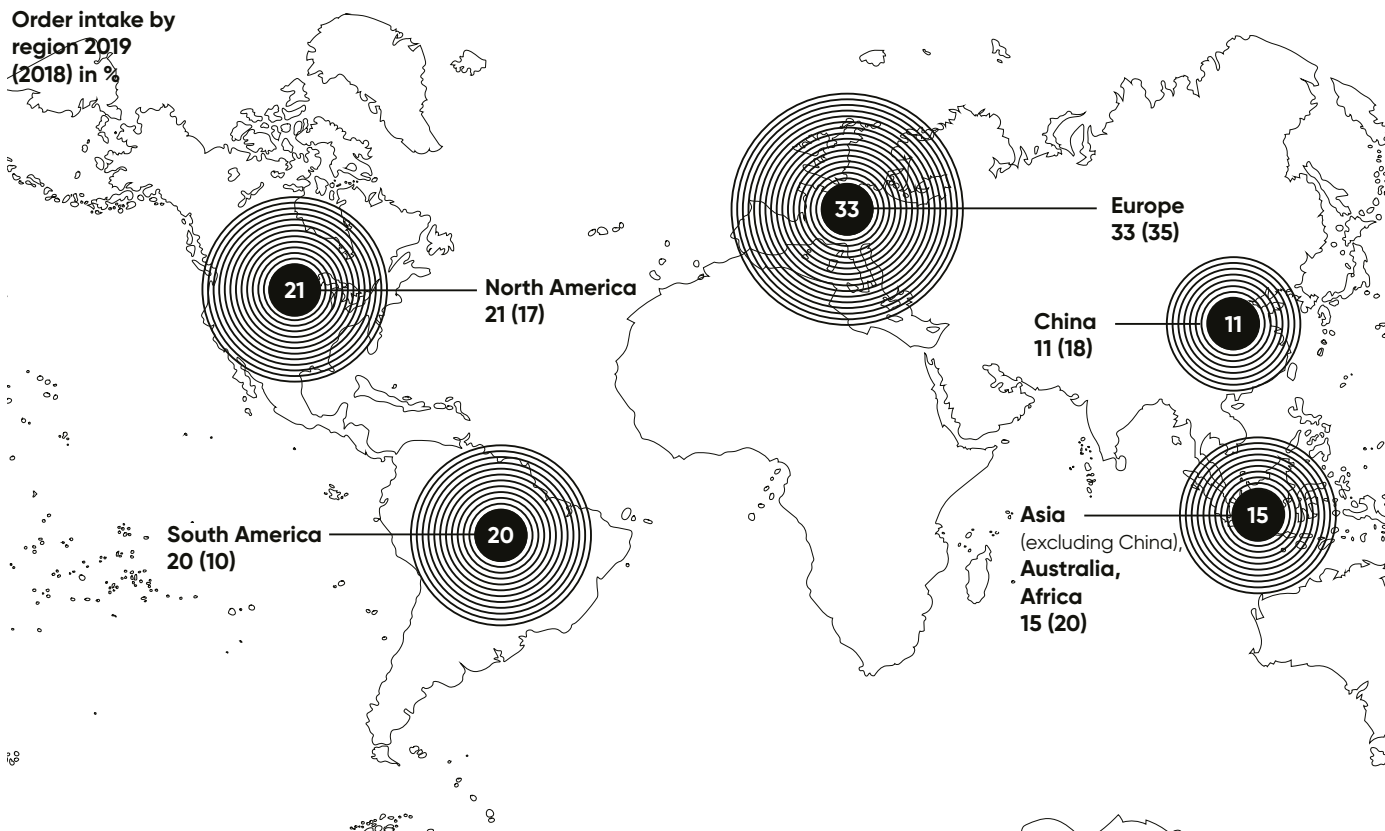 Order intake by
region 2019
(2018) in %
33
Europe
33 (35)
21
North America
21 (17)
China
11 (18)
11
South America
20 (10)
20
Asia
(excluding China),
Australia,
Africa
15 (20)
15